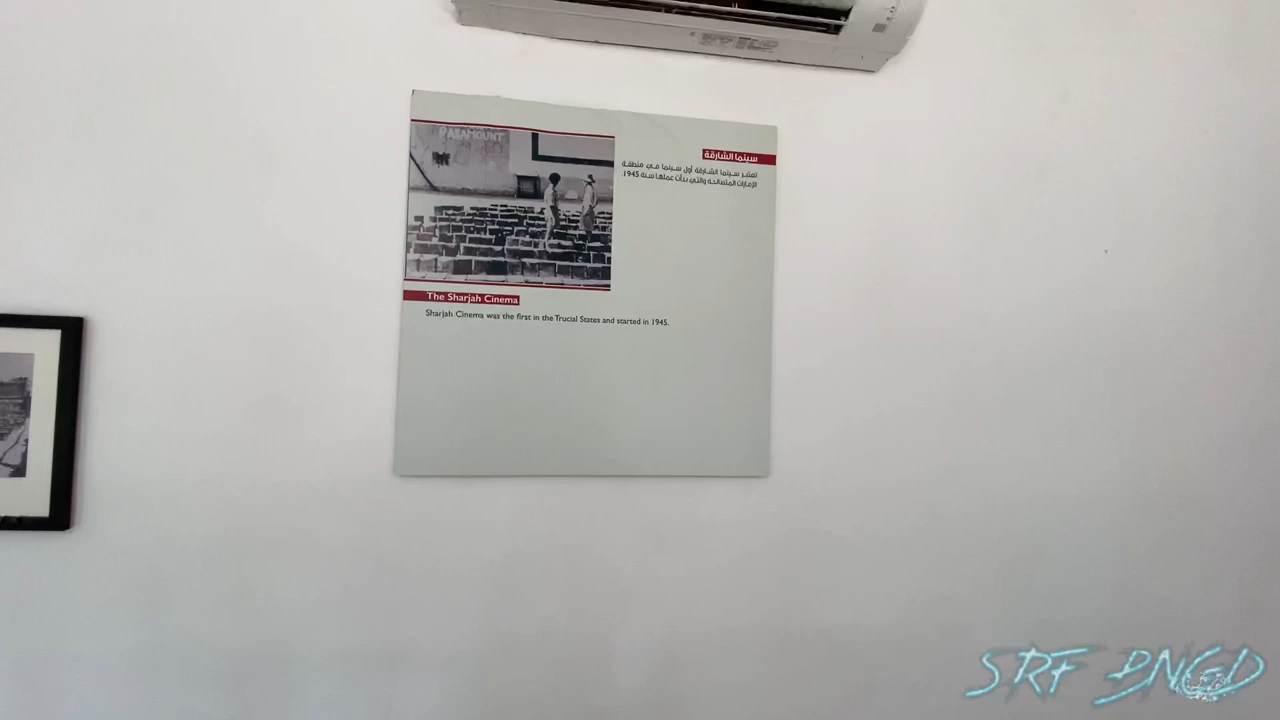 PARAMOUNT
سينما الشارقة
تعتبر سينما الشارقة أول سينما في منطقة
الإمارات المتصالحة والتي بدأت عملها سنة 1945.
The Sharjah Cinema
Sharjah Cinema was the first in the Trucial States and started in 1945.
SRF BNGD